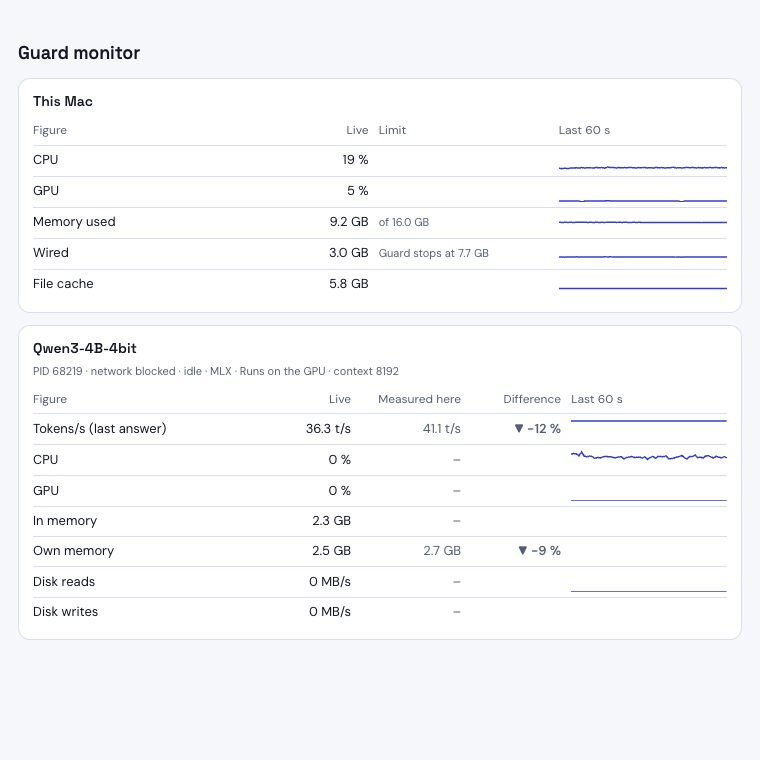 Guard monitor
This Mac
Figure Live Limit Last 60 s
CPU 19 %
GPU 5 %
Memory used 9.2 GB of 16.0 GB
Wired 3.0 GB Guard stops at 7.7 GB
File cache 5.8 GB
Qwen3-4B-4bit
PID 68219 · network blocked · idle · MLX · Runs on the GPU · context 8192
Figure Live Measured here Difference Last 60 s
Tokens/s (last answer) 36.3 t/s 41.1 t/s ▼ −12 %
CPU 0 % –
GPU 0 % –
In memory 2.3 GB –
Own memory 2.5 GB 2.7 GB ▼ −9 %
Disk reads 0 MB/s –
Disk writes 0 MB/s –